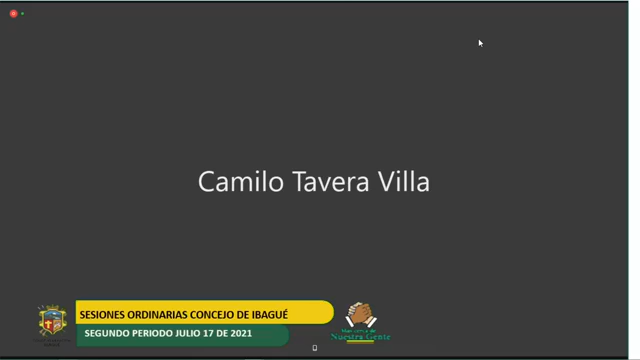 Camilo Tavera Villa
SESIONES ORDINARIAS CONCEJO DE IBAGUÉ
SEGUNDO PERIODO JULIO 17 DE 2021
Nuestra Gente